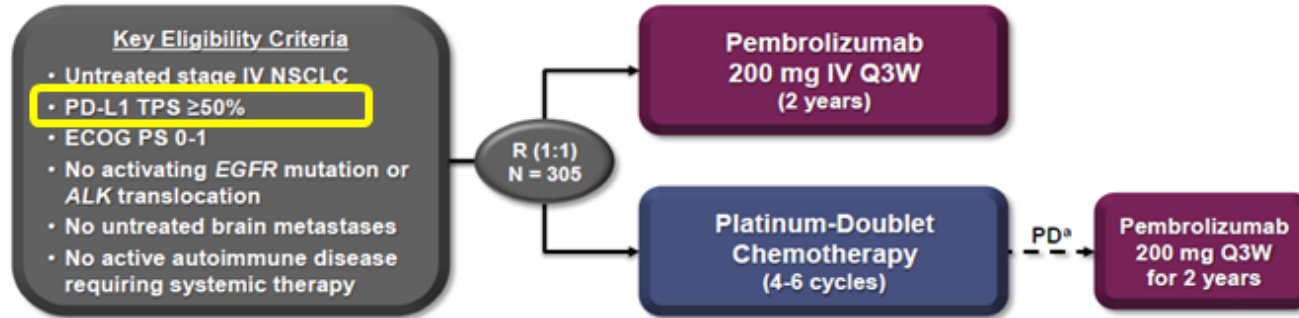 Key Eligibility Criteria
• Untreated stage IV NSCLC
• PD-L1 TPS ≥50%
• ECOG PS 0-1
• No activating EGFR mutation or
ALK translocation
• No untreated brain metastases
• No active autoimmune disease
requiring systemic therapy
R (1:1)
N = 305
Pembrolizumab
200 mg IV Q3W
(2 years)
Platinum-Doublet
Chemotherapy
(4-6 cycles)
PDᵃ
Pembrolizumab
200 mg Q3W
for 2 years